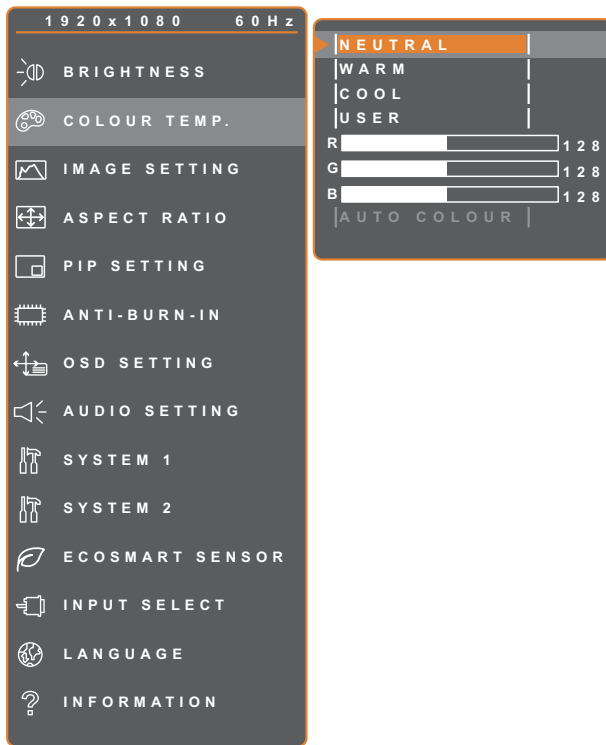 1920x1080 60Hz
BRIGHTNESS
COLOUR TEMP.
IMAGE SETTING
ASPECT RATIO
PIP SETTING
ANTI-BURN-IN
OSD SETTING
AUDIO SETTING
SYSTEM 1
SYSTEM 2
ECOSMART SENSOR
INPUT SELECT
LANGUAGE
INFORMATION
NEUTRAL
WARM
COOL
USER
R 128
G 128
B 128
AUTO COLOUR